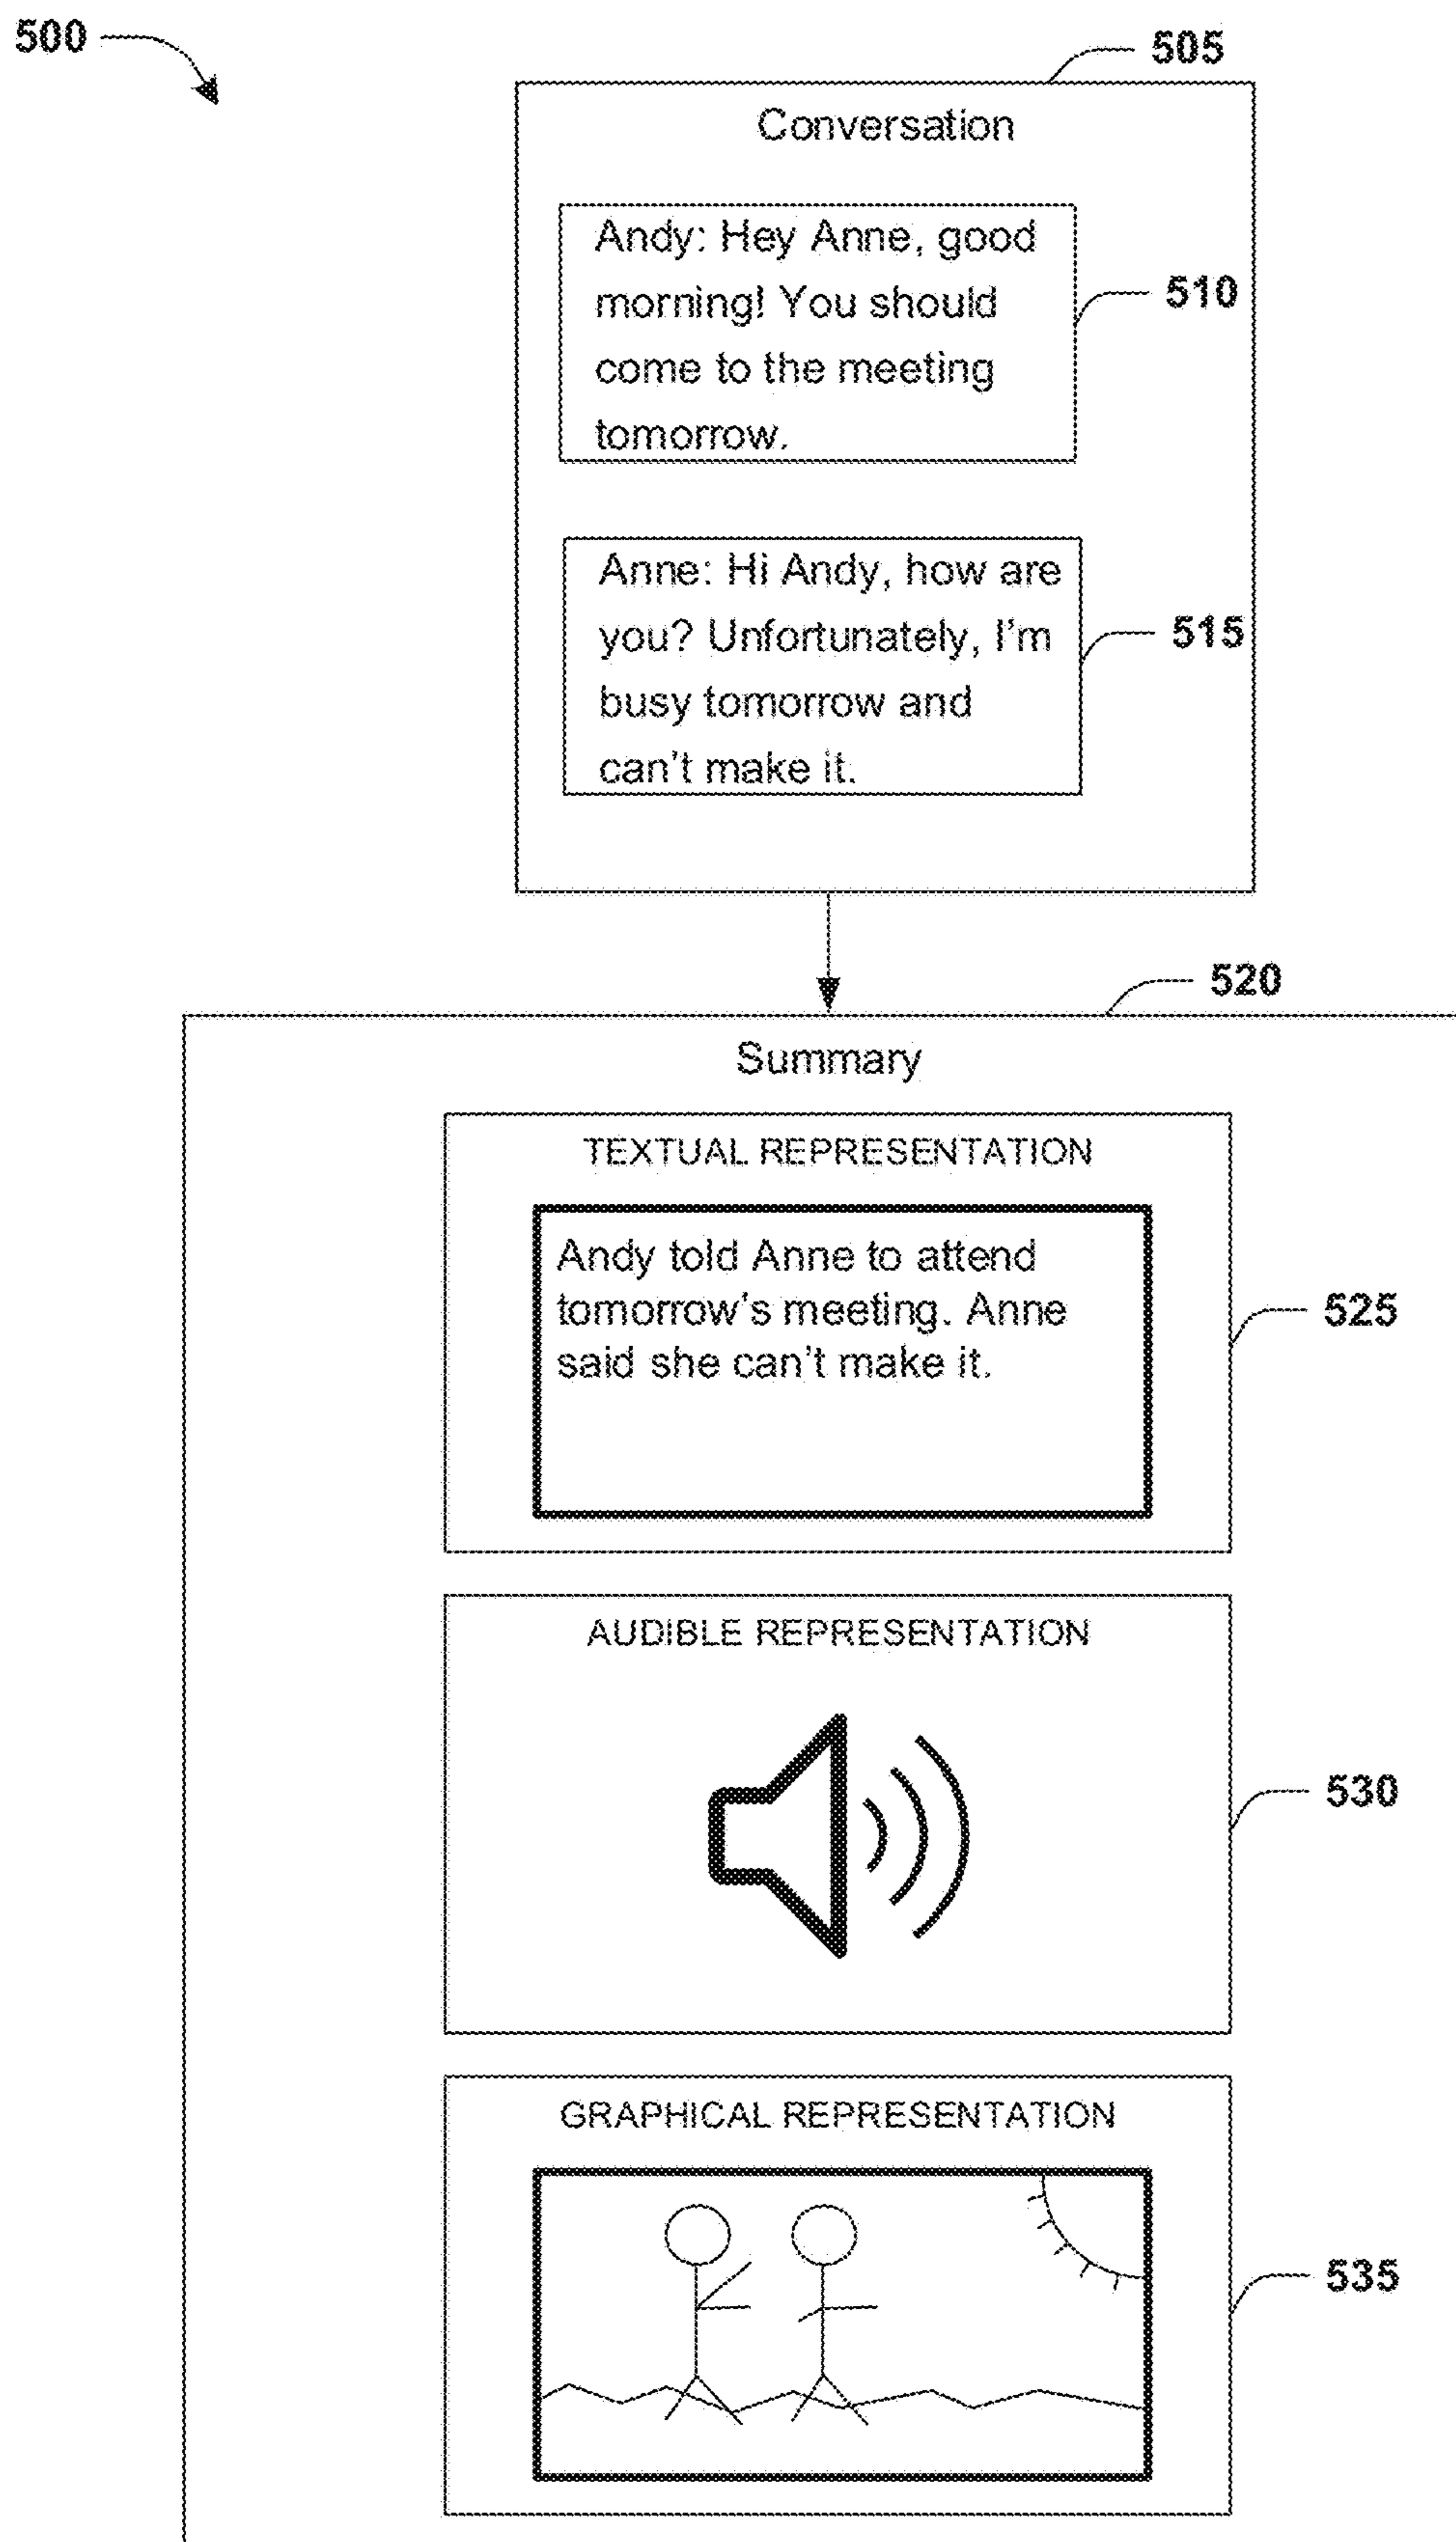 500
505
Conversation
Andy: Hey Anne, good
morning! You should
come to the meeting
tomorrow.
510
Anne: Hi Andy, how are
you? Unfortunately, I'm
busy tomorrow and
can't make it.
515
520
Summary
TEXTUAL REPRESENTATION
Andy told Anne to attend
tomorrow's meeting. Anne
said she can't make it.
525
AUDIBLE REPRESENTATION
530
GRAPHICAL REPRESENTATION
535